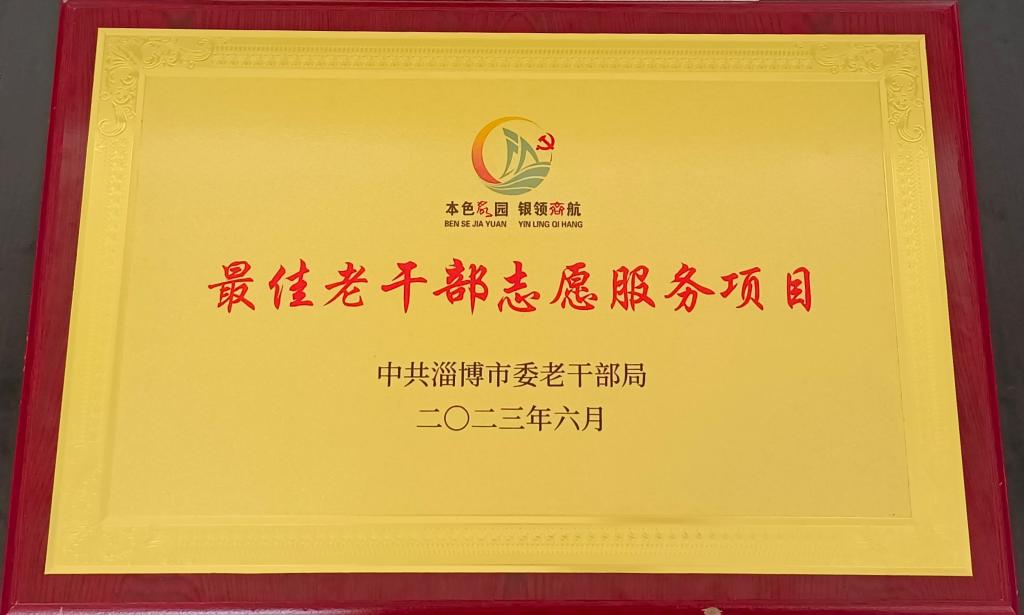 本色家园 银领齐航
BEN SE JIA YUAN YIN LING QI HANG
最佳老干部志愿服务项目
中共淄博市委老干部局
二〇二三年六月